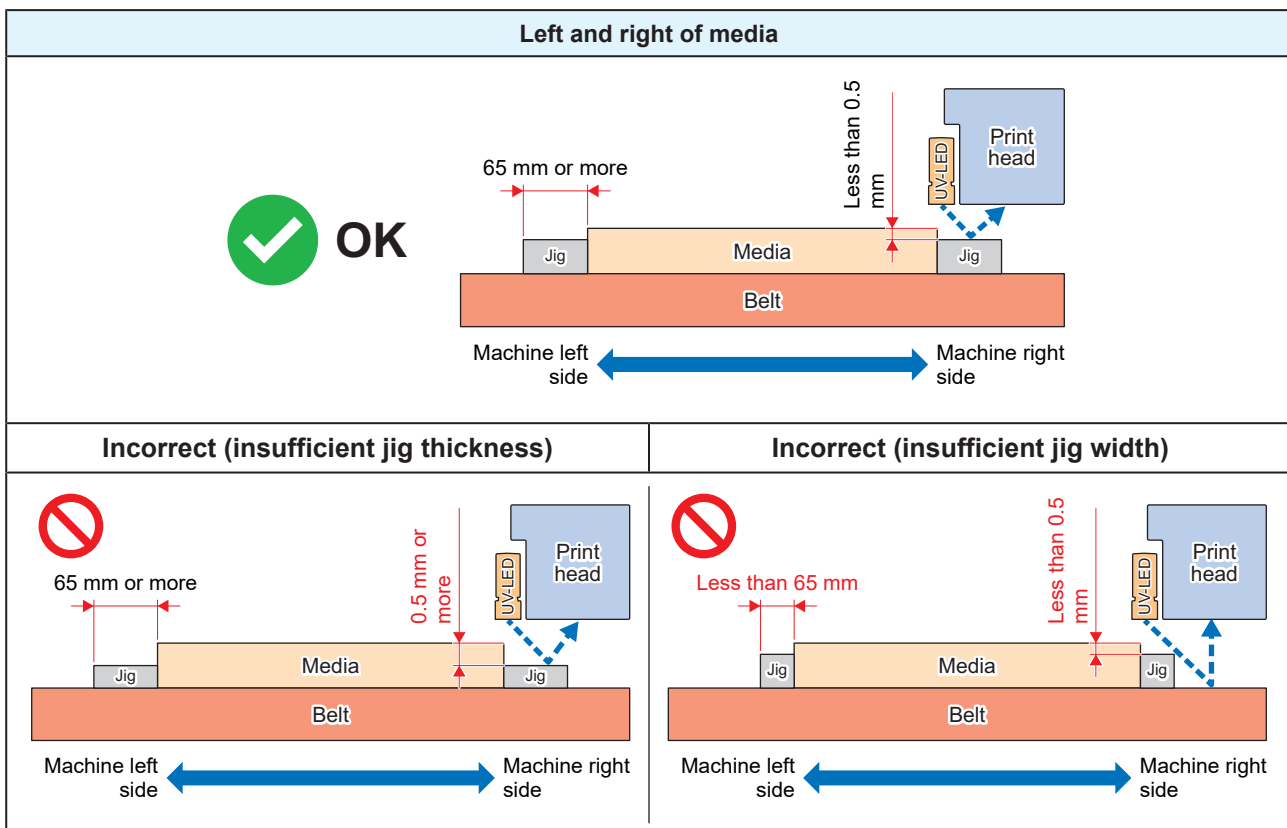 Left and right of media
OK
65 mm or more
Less than 0.5
mm
UV-LED
Print
head
Jig
Media
Jig
Belt
Machine left
side
Machine right
side
Incorrect (insufficient jig thickness)
65 mm or more
0.5 mm or
more
UV-LED
Print
head
Jig
Media
Jig
Belt
Machine left
side
Machine right
side
Incorrect (insufficient jig width)
Less than 65 mm
Less than 0.5
mm
UV-LED
Print
head
Jig
Media
Jig
Belt
Machine left
side
Machine right
side